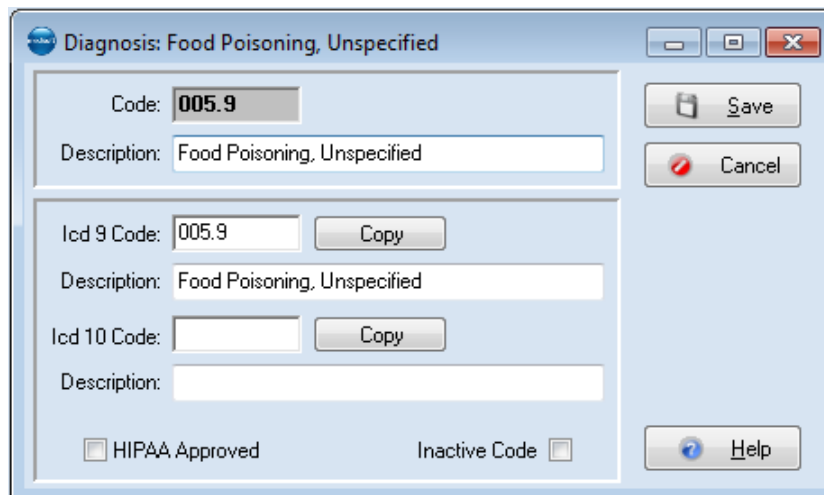 Diagnosis: Food Poisoning, Unspecified
Code: 005.9
Save
Description: Food Poisoning, Unspecified
Cancel
Icd 9 Code: 005.9 Copy
Description: Food Poisoning, Unspecified
Icd 10 Code: Copy
Description:
HIPAA Approved Inactive Code
Help